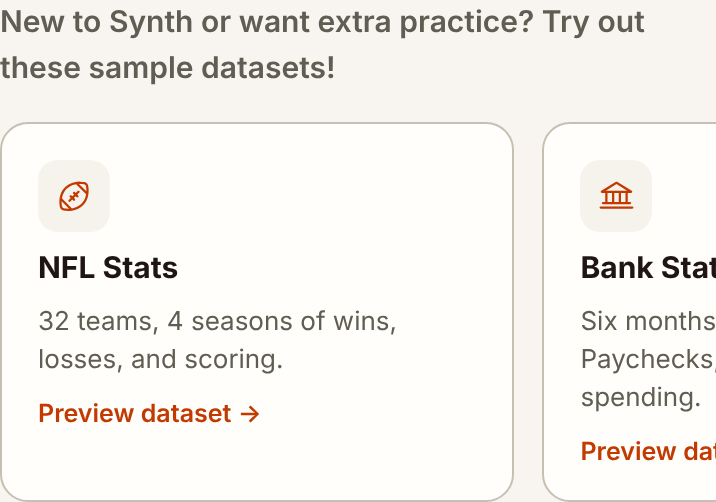 New to Synth or want extra practice? Try out
these sample datasets!
NFL Stats
32 teams, 4 seasons of wins,
losses, and scoring.
Preview dataset →
Bank Stat
Six months
Paychecks,
spending.
Preview dat